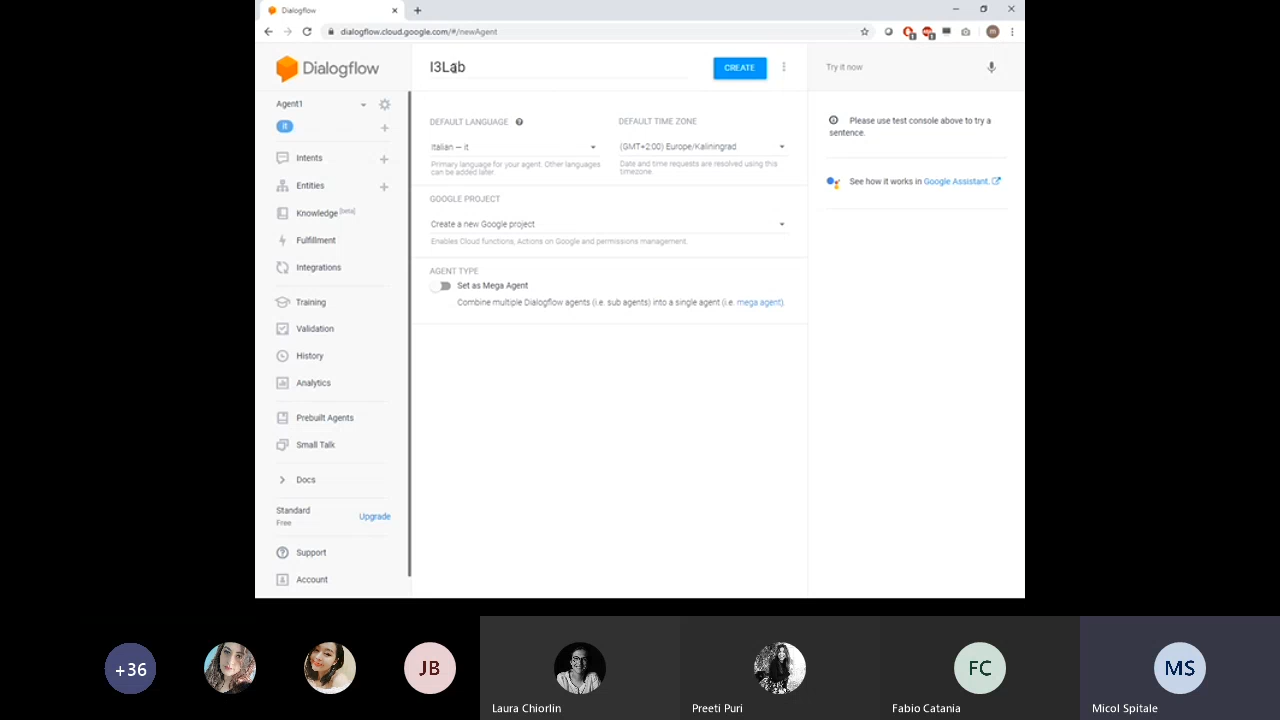 Dialogflow
dialogflow.cloud.google.com/#/newAgent
Dialogflow
I3Lab
CREATE
Try it now
Agent1
it
Intents
Entities
Knowledge [beta]
Fulfillment
Integrations
Training
Validation
History
Analytics
Prebuilt Agents
Small Talk
Docs
Standard
Free
Upgrade
Support
Account
DEFAULT LANGUAGE
DEFAULT TIME ZONE
Italian — it
(GMT+2:00) Europe/Kaliningrad
Primary language for your agent. Other languages
can be added later.
Date and time requests are resolved using this
timezone.
GOOGLE PROJECT
Create a new Google project
Enables Cloud functions, Actions on Google and permissions management.
AGENT TYPE
Set as Mega Agent
Combine multiple Dialogflow agents (i.e. sub agents) into a single agent (i.e. mega agent).
Please use test console above to try a
sentence.
See how it works in Google Assistant.
+36
JB
FC
MS
Laura Chiorlin
Preeti Puri
Fabio Catania
Micol Spitale